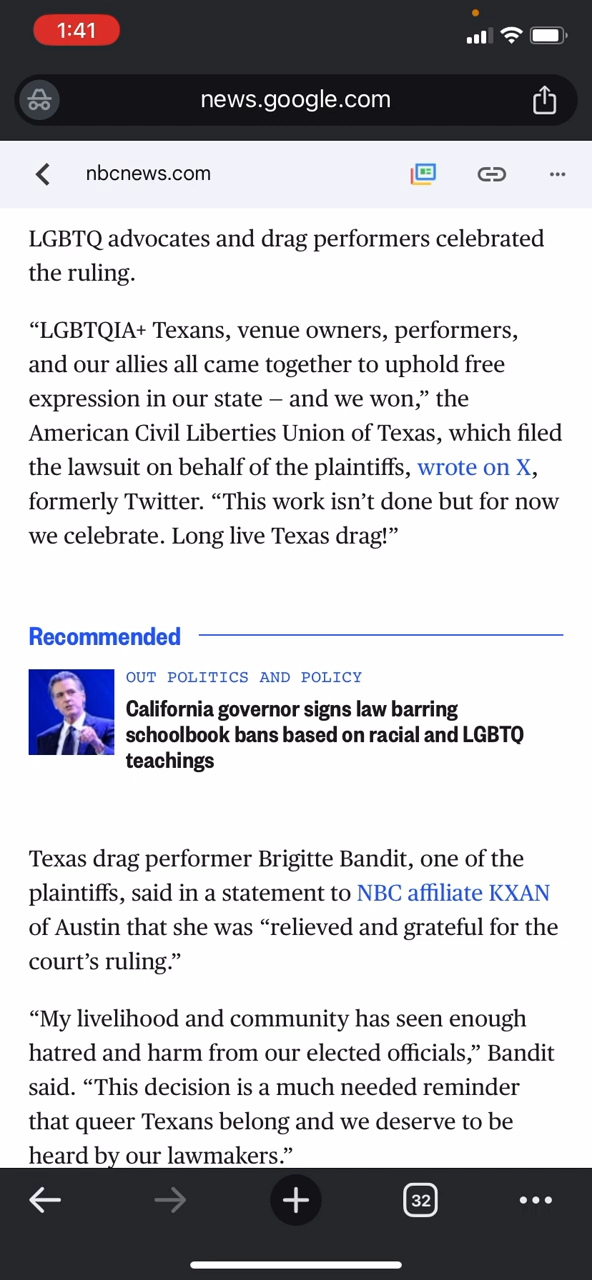 1:41
news.google.com
nbcnews.com
LGBTQ advocates and drag performers celebrated
the ruling.
“LGBTQIA+ Texans, venue owners, performers,
and our allies all came together to uphold free
expression in our state — and we won,” the
American Civil Liberties Union of Texas, which filed
the lawsuit on behalf of the plaintiffs, wrote on X,
formerly Twitter. “This work isn’t done but for now
we celebrate. Long live Texas drag!”
Recommended
OUT POLITICS AND POLICY
California governor signs law barring
schoolbook bans based on racial and LGBTQ
teachings
Texas drag performer Brigitte Bandit, one of the
plaintiffs, said in a statement to NBC affiliate KXAN
of Austin that she was “relieved and grateful for the
court’s ruling.”
“My livelihood and community has seen enough
hatred and harm from our elected officials,” Bandit
said. “This decision is a much needed reminder
that queer Texans belong and we deserve to be
heard by our lawmakers.”
32